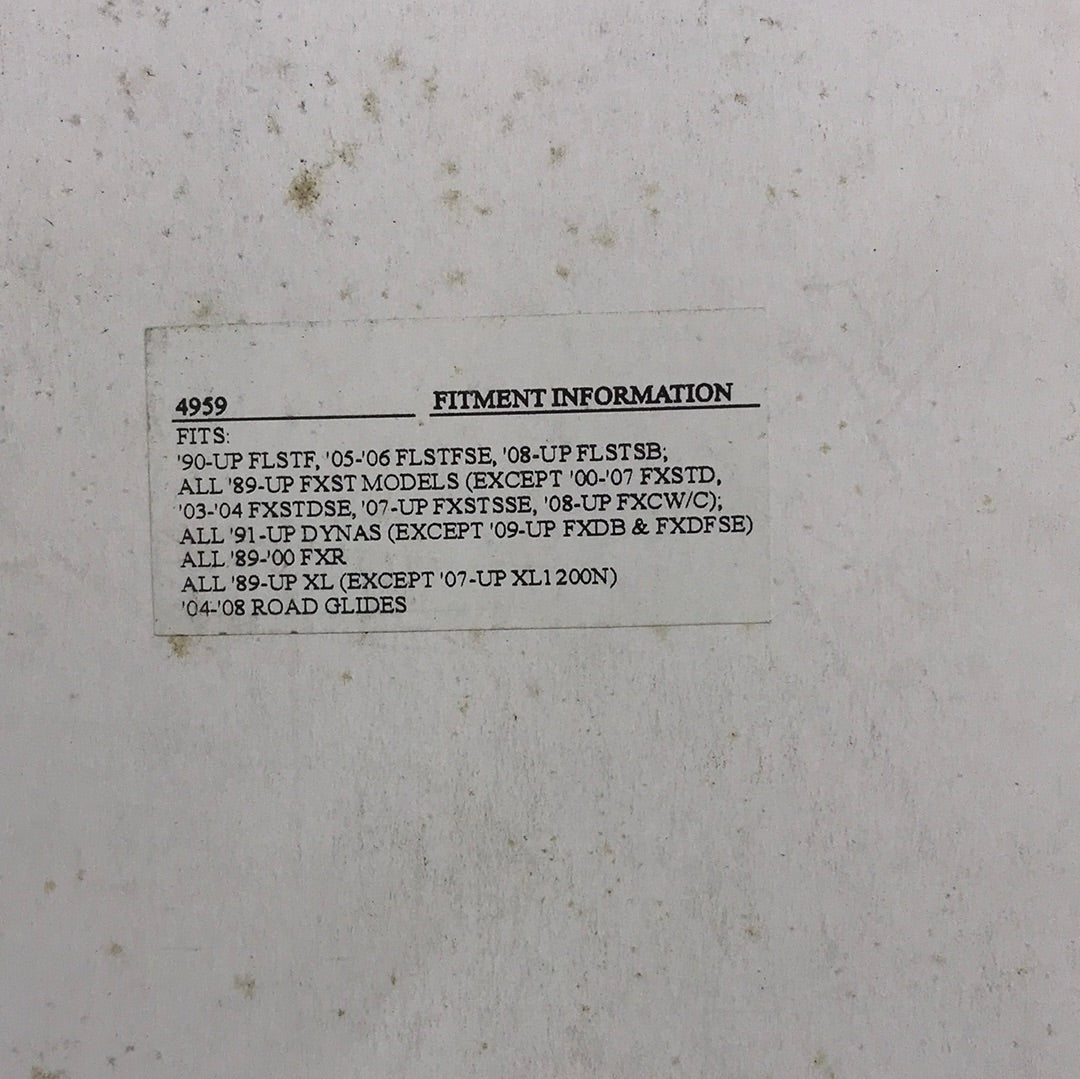 4959 FITMENT INFORMATION
FITS:
'90-UP FLSTF, '05-'06 FLSTFSE, '08-UP FLSTSB;
ALL '89-UP FXST MODELS (EXCEPT '00-'07 FXSTD,
'03-'04 FXSTDSE, '07-UP FXSTSSE, '08-UP FXCW/C);
ALL '91-UP DYNAS (EXCEPT '09-UP FXDB & FXDFSE)
ALL '89-'00 FXR
ALL '89-UP XL (EXCEPT '07-UP XL1200N)
'04-'08 ROAD GLIDES